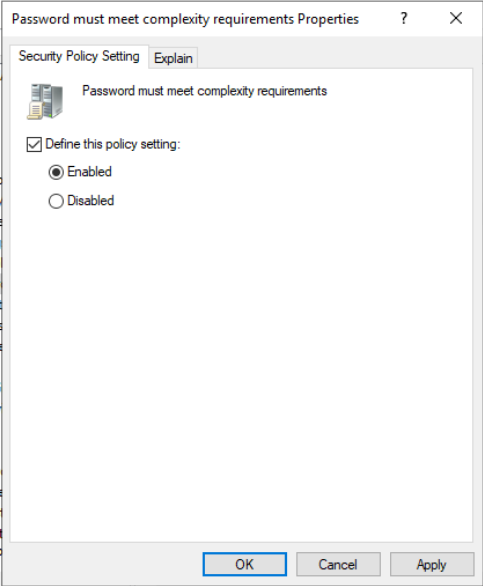 Password must meet complexity requirements Properties ? ×
Security Policy Setting Explain
Password must meet complexity requirements
Define this policy setting:
Enabled
Disabled
OK Cancel Apply